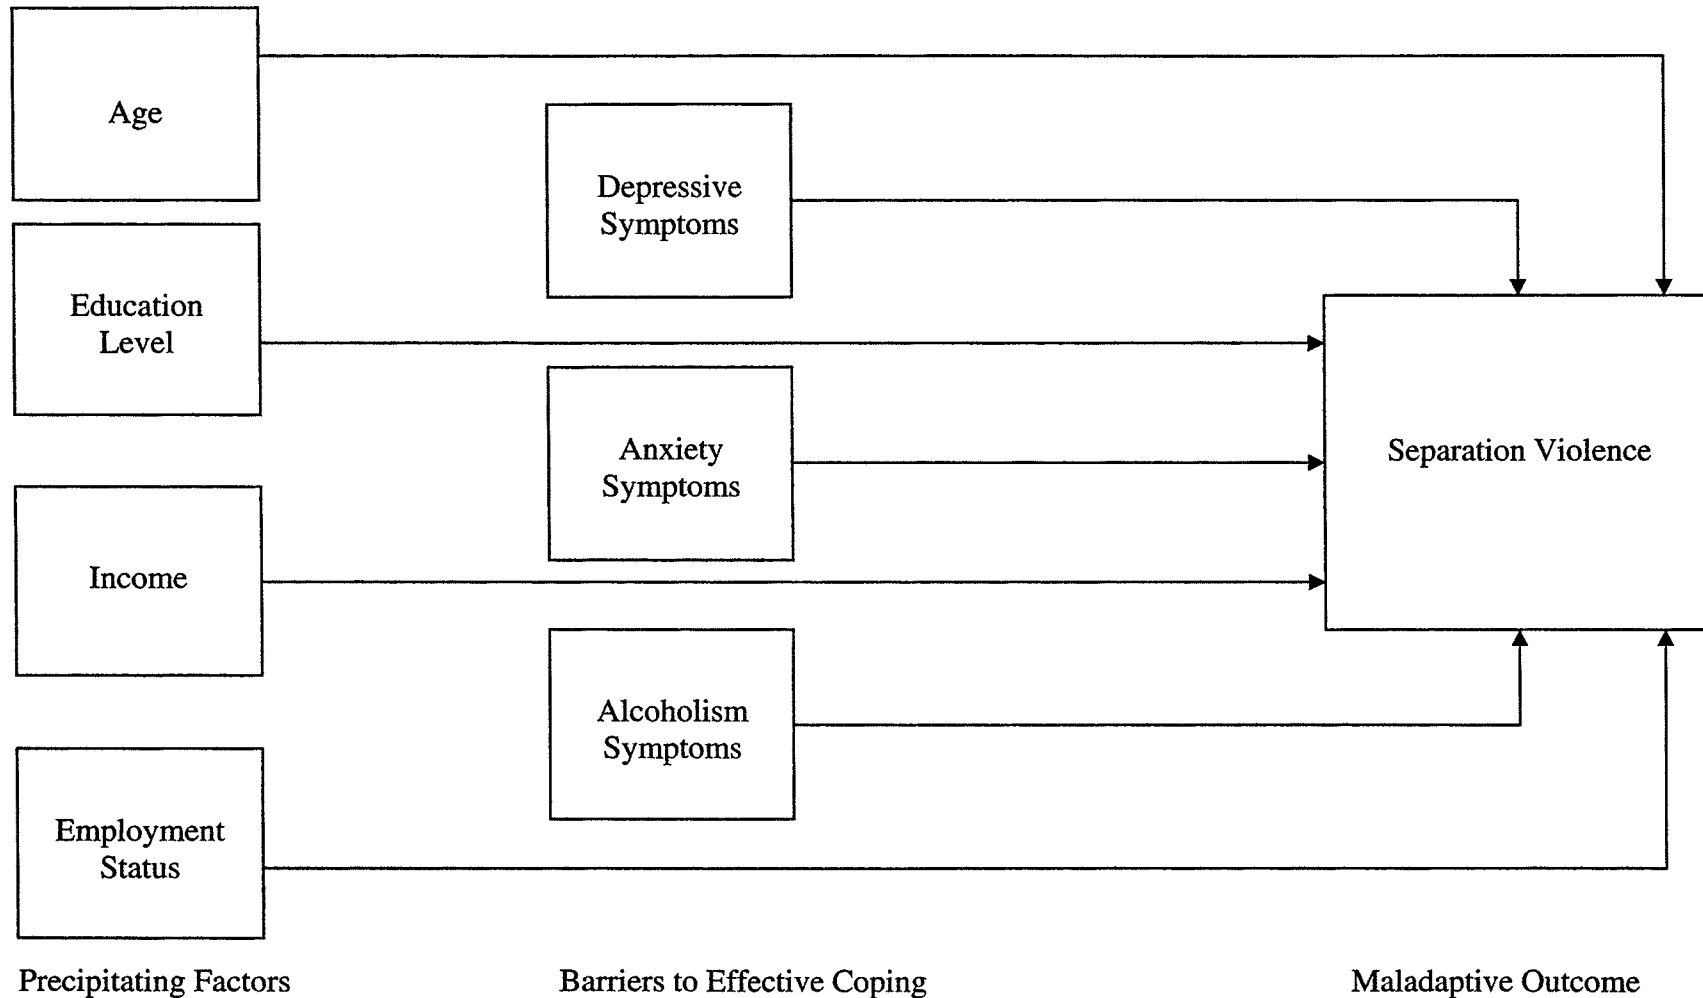 Age
Depressive
Symptoms
Education
Level
Anxiety
Symptoms
Separation Violence
Income
Alcoholism
Symptoms
Employment
Status
Precipitating Factors
Barriers to Effective Coping
Maladaptive Outcome